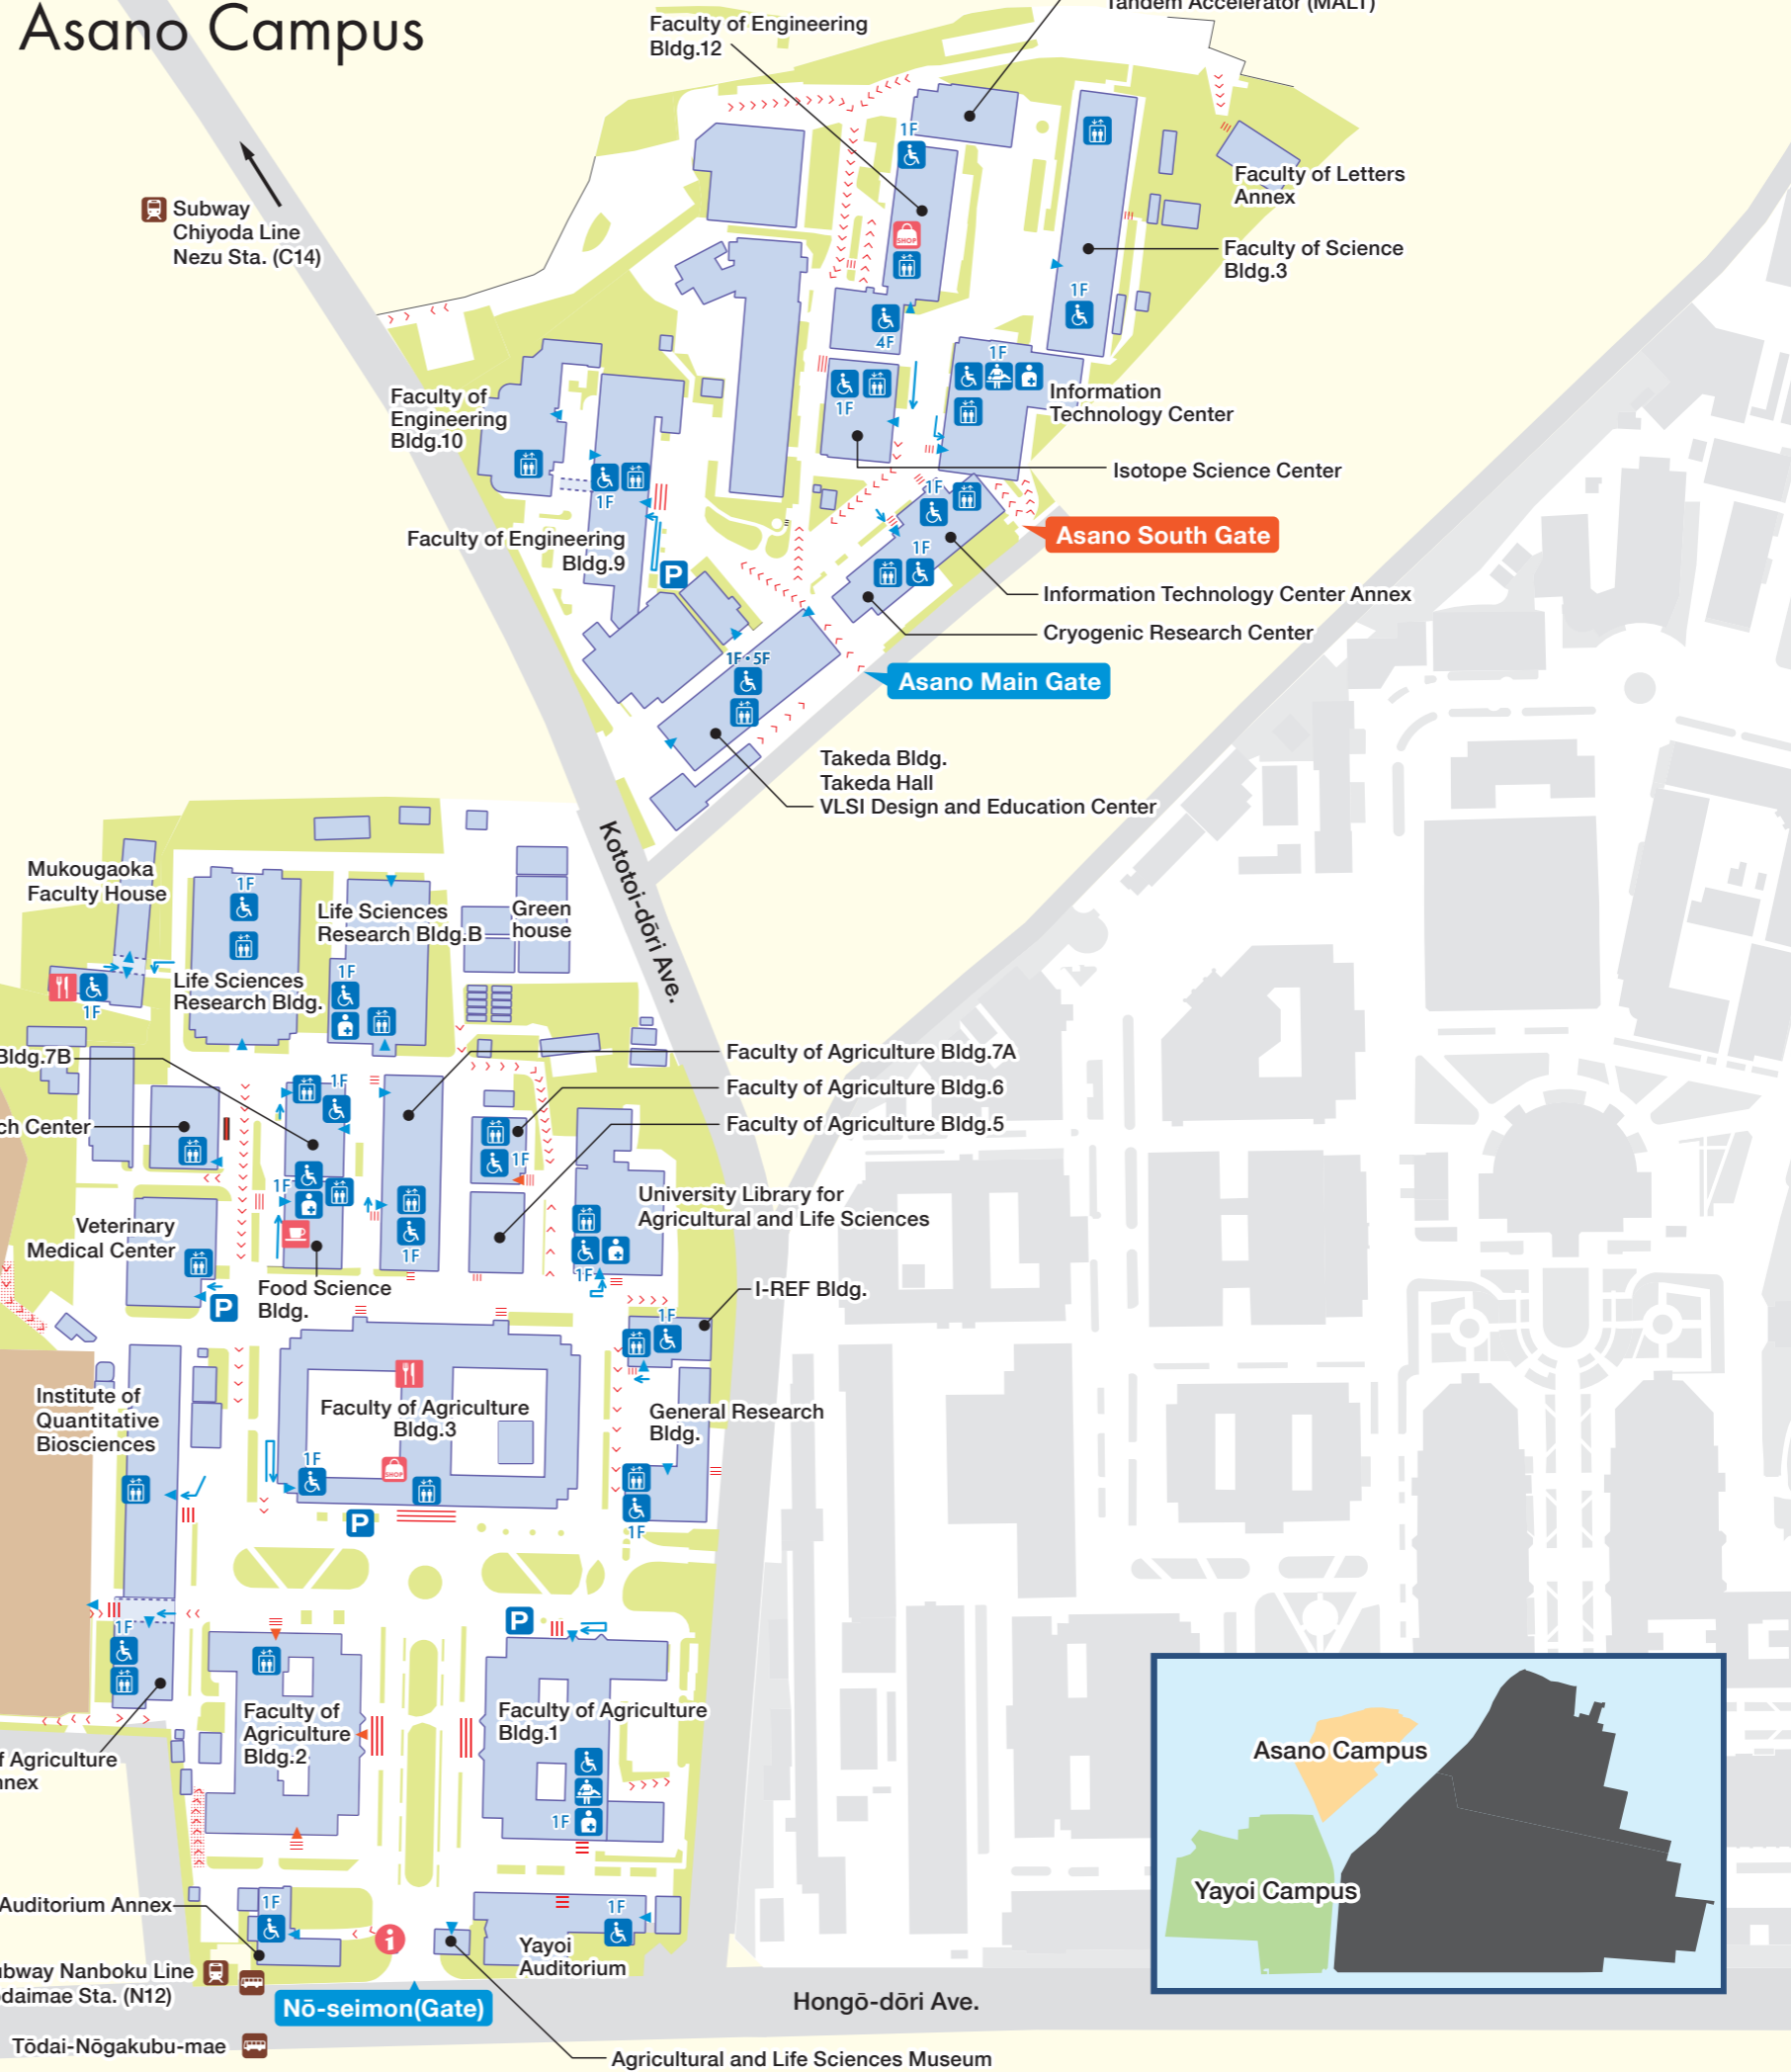 Asano Campus
Tandem Accelerator (MALT)
Faculty of Engineering
Bldg.12
1F
Faculty of Letters
Annex
Subway
Chiyoda Line
Nezu Sta. (C14)
SHOP
Faculty of Science
Bldg.3
1F
4F
1F
Faculty of
Engineering
Bldg.10
1F
Information
Technology Center
Isotope Science Center
1F
1F
Asano South Gate
Faculty of Engineering
Bldg.9
P
1F
Information Technology Center Annex
Cryogenic Research Center
1F•5F
Asano Main Gate
Takeda Bldg.
Takeda Hall
VLSI Design and Education Center
Kototoi-dōri Ave.
Mukougaoka
Faculty House
1F
Life Sciences
Research Bldg.B
Green
house
1F
Life Sciences
Research Bldg.
1F
Bldg.7B
Faculty of Agriculture Bldg.7A
1F
Faculty of Agriculture Bldg.6
ch Center
Faculty of Agriculture Bldg.5
1F
1F
University Library for
Agricultural and Life Sciences
Veterinary
Medical Center
1F
1F
Food Science
Bldg.
P
I-REF Bldg.
1F
Institute of
Quantitative
Biosciences
Faculty of Agriculture
Bldg.3
General Research
Bldg.
1F
SHOP
P
1F
P
1F
Faculty of
Agriculture
Bldg.2
Faculty of Agriculture
Bldg.1
f Agriculture
nnex
1F
Asano Campus
Yayoi Campus
Auditorium Annex
1F
i
1F
Yayoi
Auditorium
ubway Nanboku Line
daimae Sta. (N12)
Nō-seimon(Gate)
Hongō-dōri Ave.
Tōdai-Nōgakubu-mae
Agricultural and Life Sciences Museum